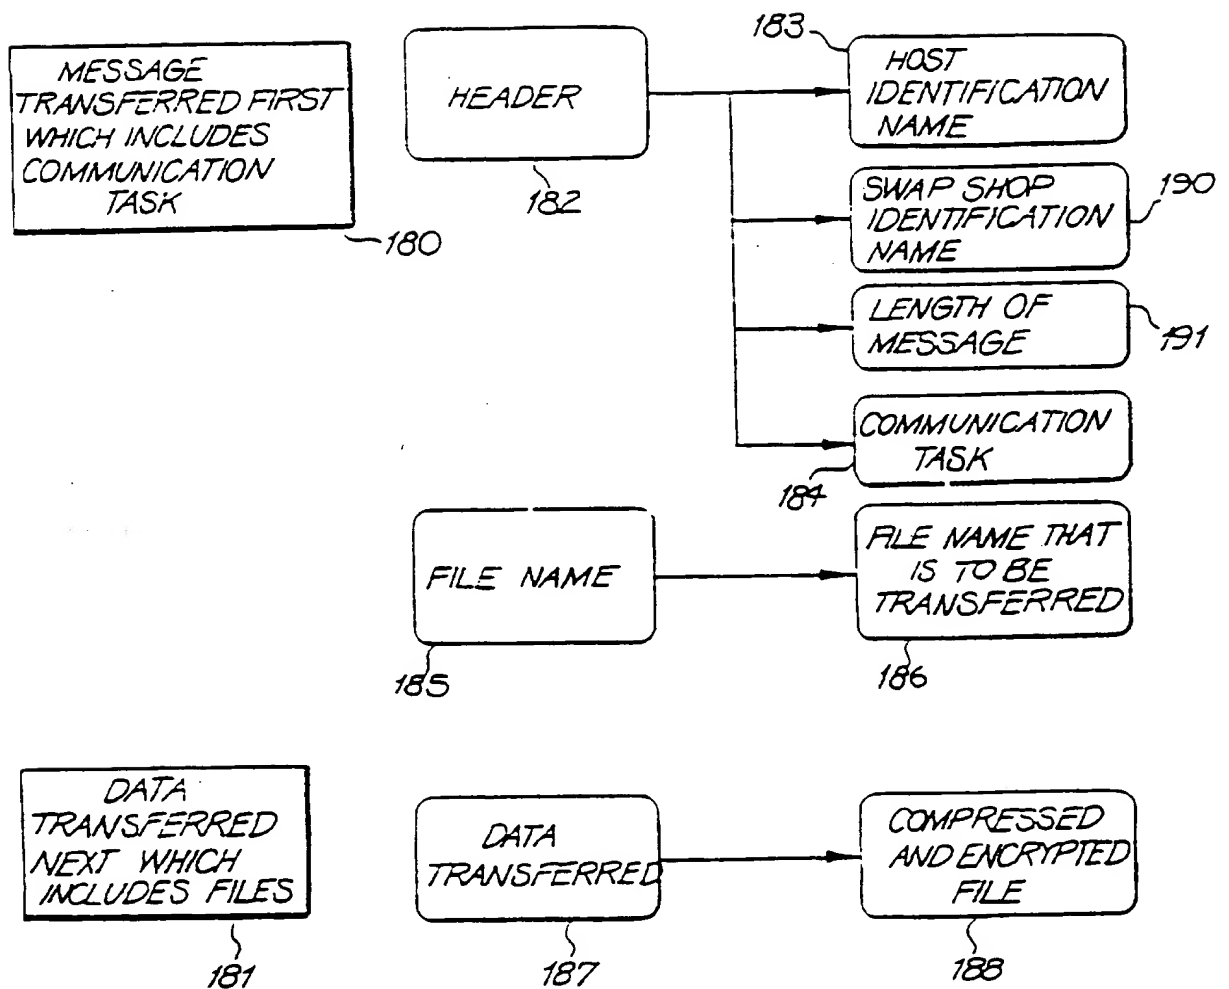 MESSAGE
TRANSFERRED FIRST
WHICH INCLUDES
COMMUNICATION
TASK
180
HEADER
182
183
HOST
IDENTIFICATION
NAME
SWAP SHOP
IDENTIFICATION
NAME
190
LENGTH OF
MESSAGE
191
COMMUNICATION
TASK
184
FILE NAME
185
FILE NAME THAT
IS TO BE
TRANSFERRED
186
DATA
TRANSFERRED
NEXT WHICH
INCLUDES FILES
181
DATA
TRANSFERRED
187
COMPRESSED
AND ENCRYPTED
FILE
188